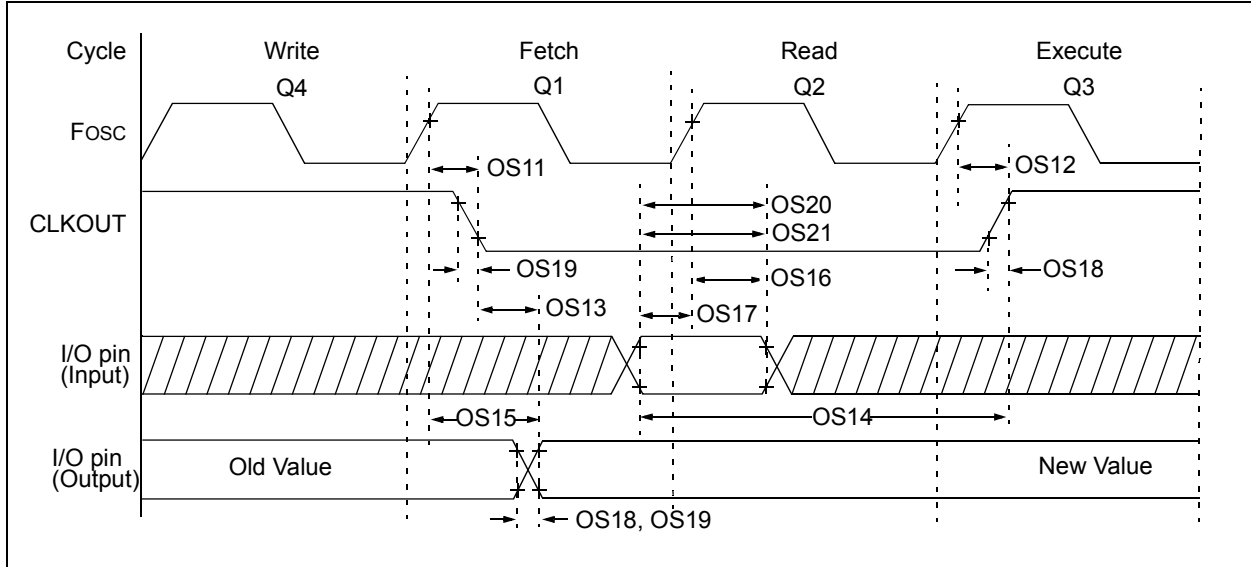 Cycle Write Fetch Read Execute
Q4 Q1 Q2 Q3
FOSC
OS11 OS12
OS20
CLKOUT
OS21
OS19 OS16 OS18
OS13 OS17
I/O pin
(Input)
OS15 OS14
I/O pin
(Output)
Old Value New Value
OS18, OS19